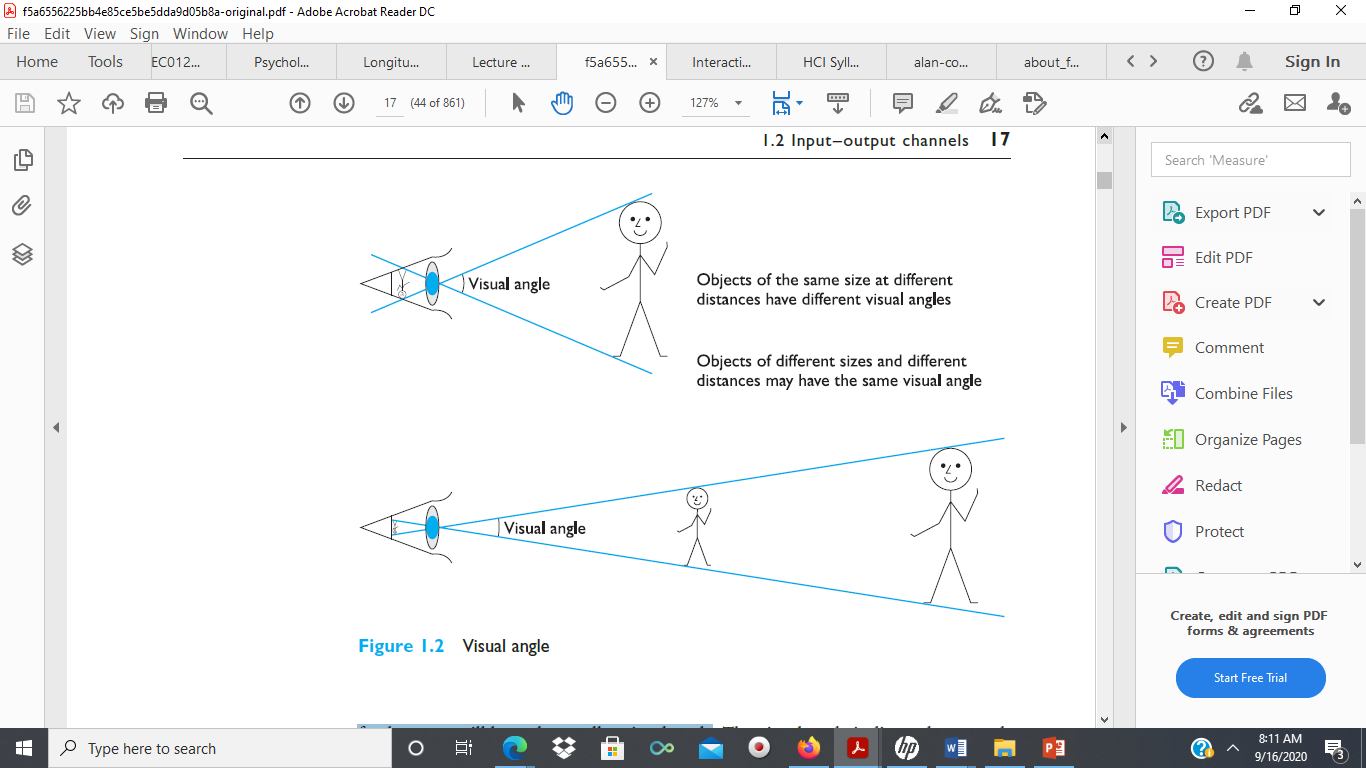 f5a6556225bb4e85ce5be5dda9d05b8a-original.pdf - Adobe Acrobat Reader DC
File Edit View Sign Window Help
Home Tools EC012... Psychol... Longitu... Lecture ... f5a655... × Interacti... HCI Syll... alan-co... about_f... ? Sign In
17 (44 of 861) 127%
1.2 Input–output channels 17
Visual angle
Objects of the same size at different
distances have different visual angles
Objects of different sizes and different
distances may have the same visual angle
Visual angle
Figure 1.2 Visual angle
Search 'Measure'
Export PDF
Edit PDF
Create PDF
Comment
Combine Files
Organize Pages
Redact
Protect
Create, edit and sign PDF
forms & agreements
Start Free Trial
Type here to search
8:11 AM
9/16/2020
3